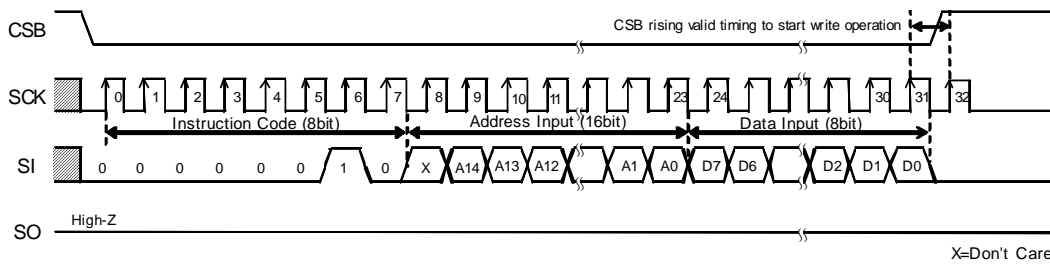 CSB
CSB rising valid timing to start write operation
SCK 0 1 2 3 4 5 6 7 8 9 10 11 23 24 30 31 32
Instruction Code (8bit) Address Input (16bit) Data Input (8bit)
SI 0 0 0 0 0 0 1 0 X A14 A13 A12 A1 A0 D7 D6 D2 D1 D0
High-Z
SO
X=Don't Care